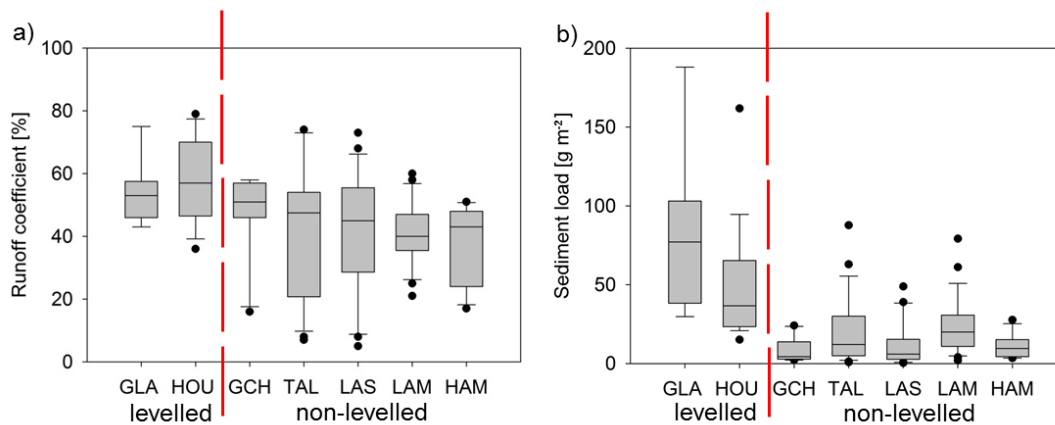 a)
Runoff coefficient [%]
100
80
60
40
20
0
GLA HOU GCH TAL LAS LAM HAM
levelled non-levelled
b)
Sediment load [g m⁻²]
200
150
100
50
0
GLA HOU GCH TAL LAS LAM HAM
levelled non-levelled